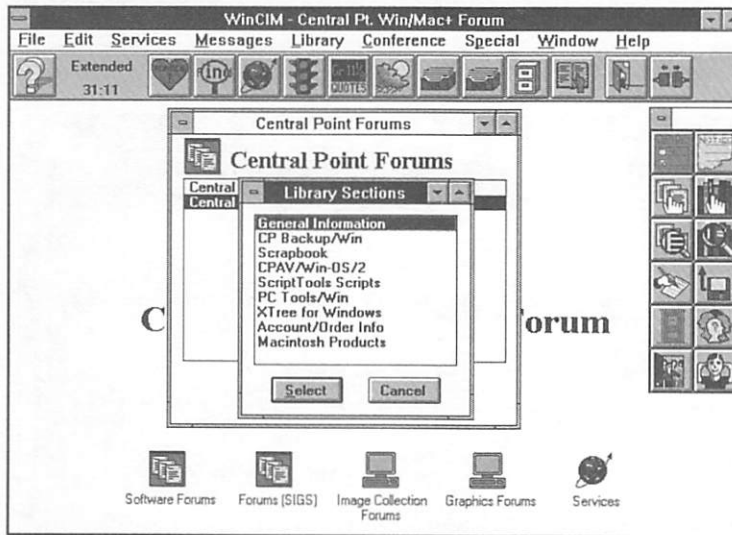 WinCIM - Central Pt. Win/Mac+ Forum
File Edit Services Messages Library Conference Special Window Help
Extended
31:11
QUOTES
Central Point Forums
Central Point Forums
Central
Central
Library Sections
General Information
CP Backup/Win
Scrapbook
CPAV/Win-OS/2
ScriptTools Scripts
PC Tools/Win
XTree for Windows
Account/Order Info
Macintosh Products
Select Cancel
C orum
Software Forums
Forums (SIGS)
Image Collection
Forums
Graphics Forums
Services